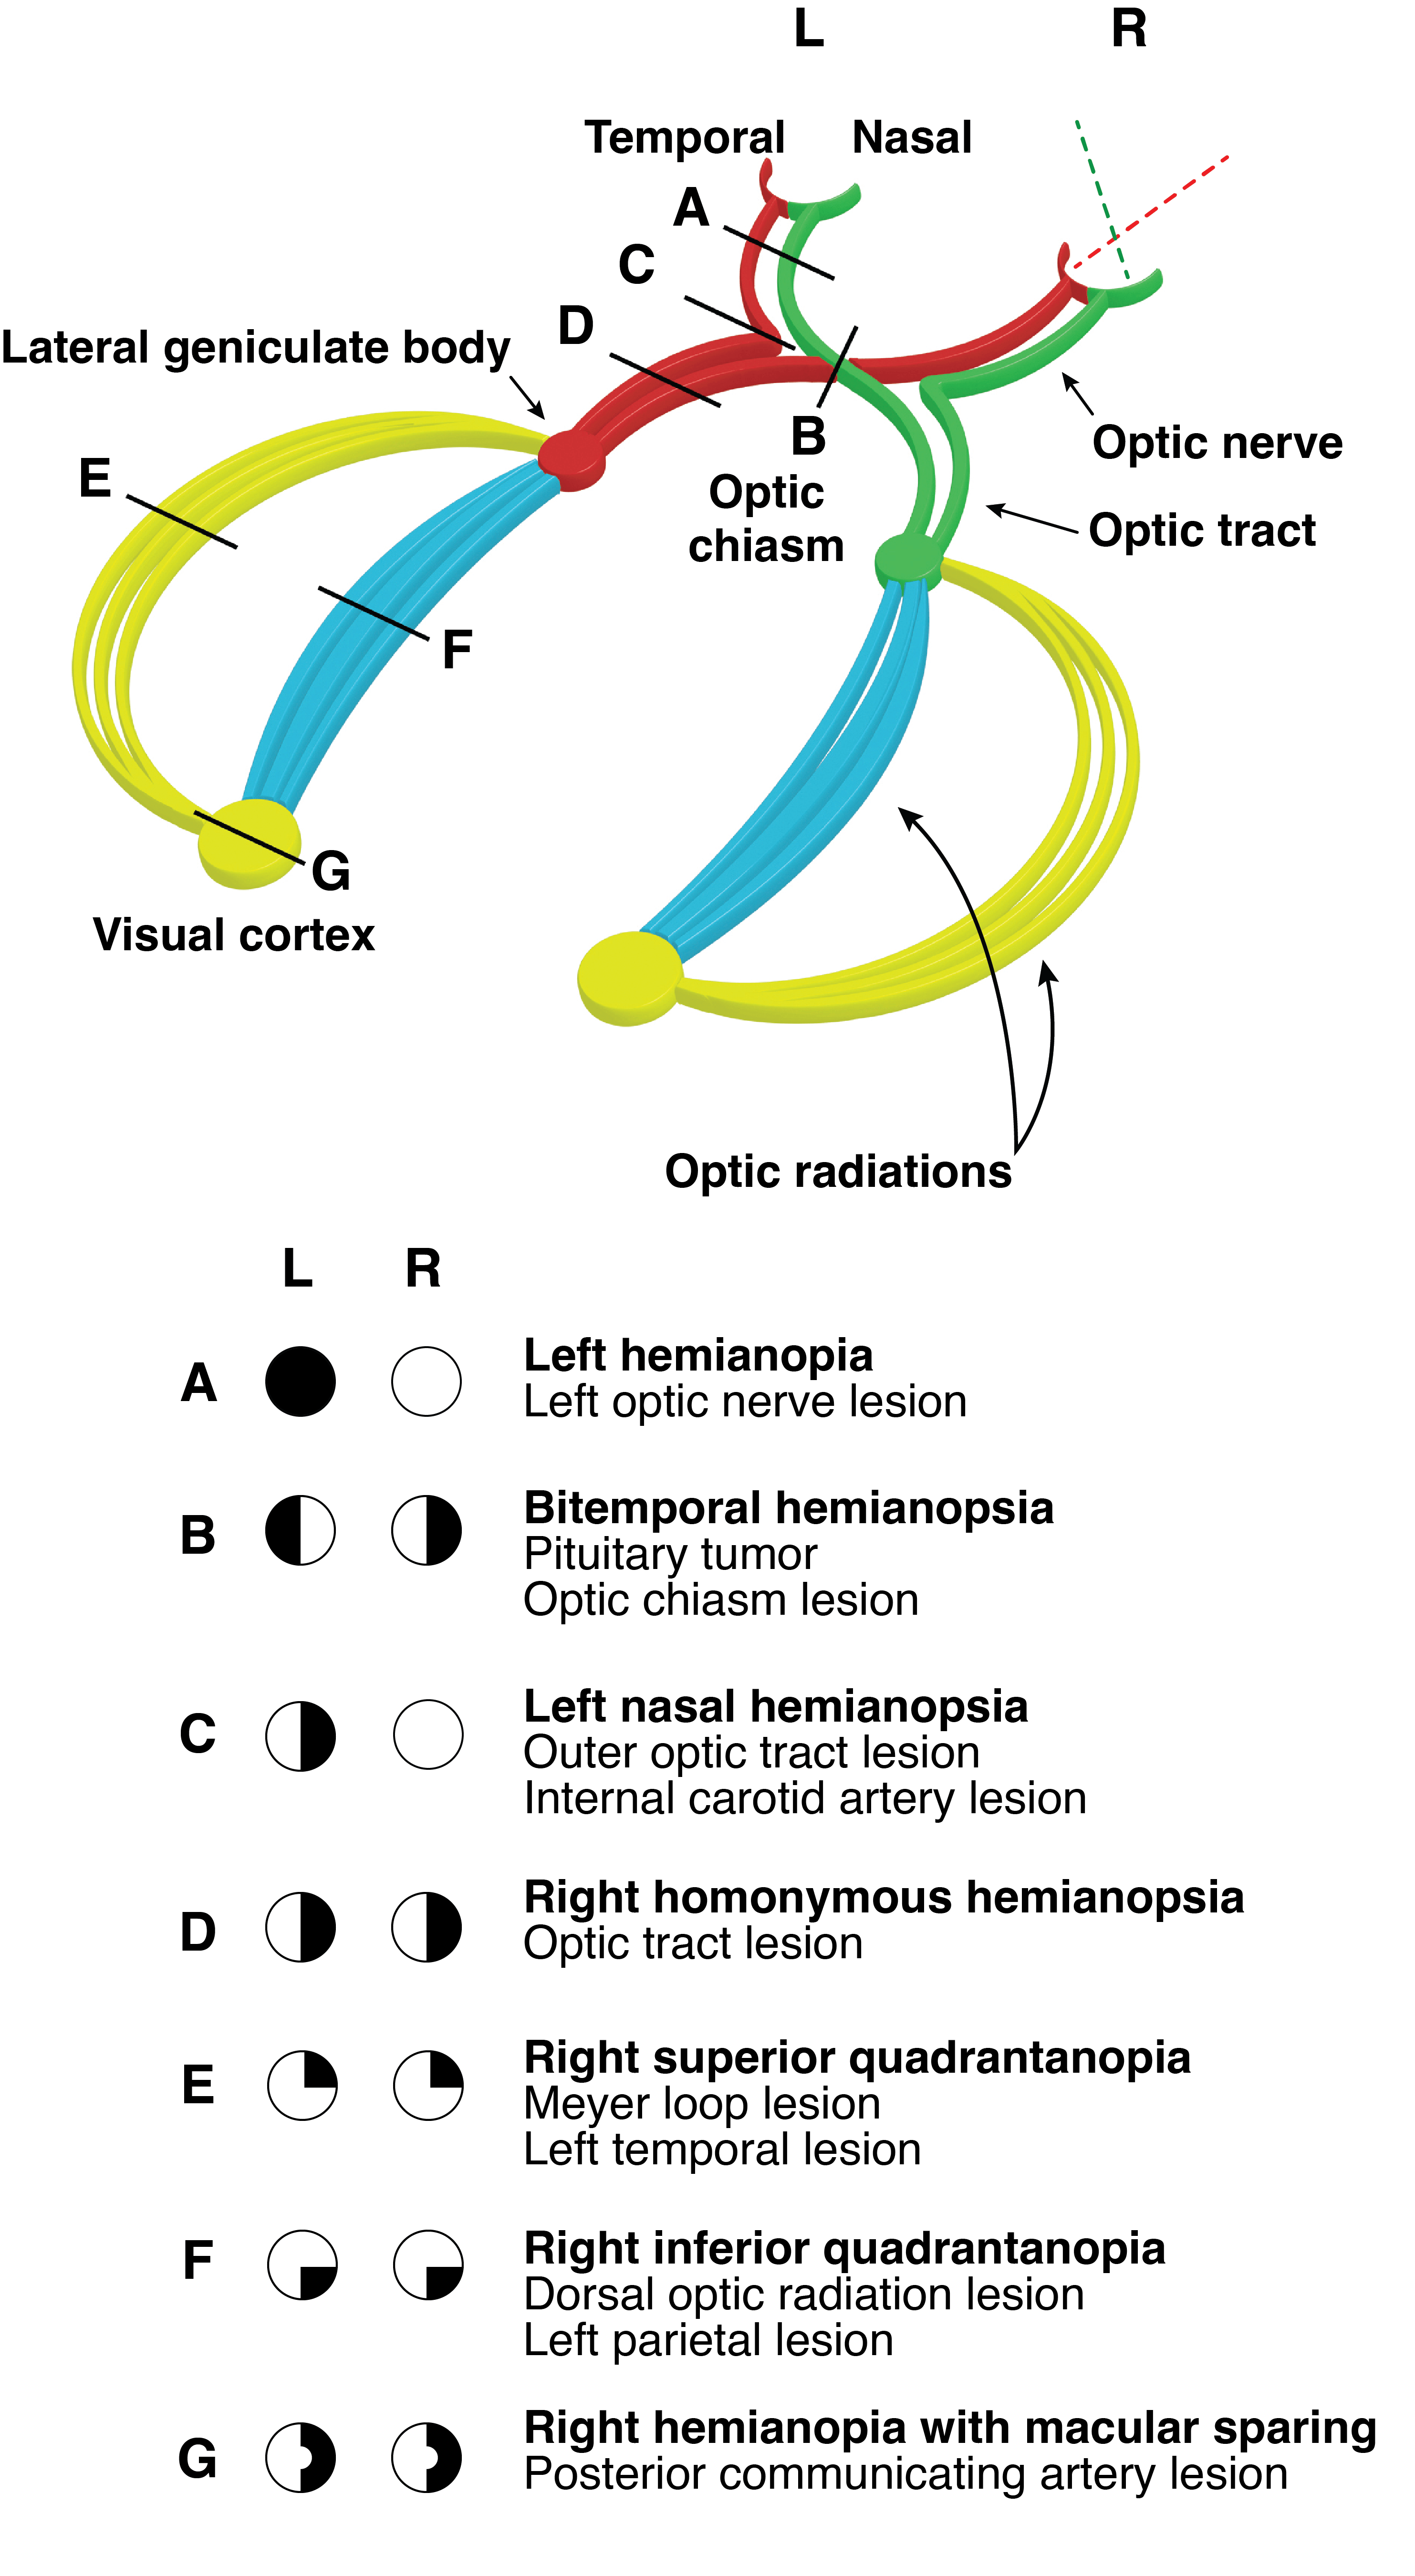 L R
Temporal Nasal
A
C
D
Lateral geniculate body
B
Optic
chiasm
Optic nerve
Optic tract
E
F
G
Visual cortex
Optic radiations
L R
A Left hemianopia
Left optic nerve lesion
B Bitemporal hemianopsia
Pituitary tumor
Optic chiasm lesion
C Left nasal hemianopsia
Outer optic tract lesion
Internal carotid artery lesion
D Right homonymous hemianopsia
Optic tract lesion
E Right superior quadrantanopia
Meyer loop lesion
Left temporal lesion
F Right inferior quadrantanopia
Dorsal optic radiation lesion
Left parietal lesion
G Right hemianopia with macular sparing
Posterior communicating artery lesion